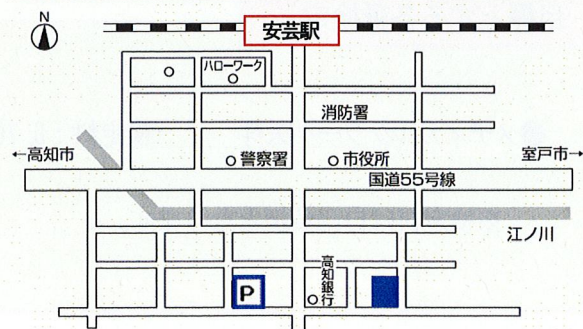 N
安芸駅
ハローワーク
消防署
←高知市
警察署
市役所
室戸市→
国道55号線
江ノ川
高知銀行
P